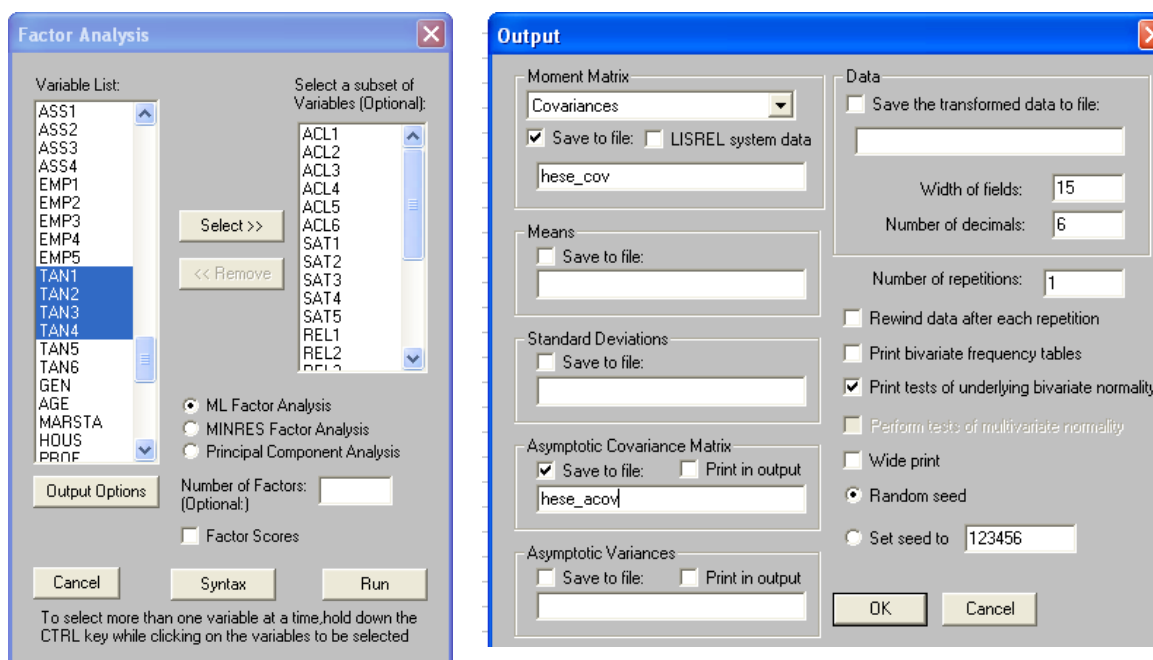 Factor Analysis
Variable List:
ASS1
ASS2
ASS3
ASS4
EMP1
EMP2
EMP3
EMP4
EMP5
TAN1
TAN2
TAN3
TAN4
TAN5
TAN6
GEN
AGE
MARSTA
HOUS
PROF
Select >>
<< Remove
Select a subset of
Variables (Optional):
ACL1
ACL2
ACL3
ACL4
ACL5
ACL6
SAT1
SAT2
SAT3
SAT4
SAT5
REL1
REL2
REL3
ML Factor Analysis
MINRES Factor Analysis
Principal Component Analysis
Output Options
Number of Factors:
(Optional:)
Factor Scores
Cancel
Syntax
Run
To select more than one variable at a time,hold down the
CTRL key while clicking on the variables to be selected
Output
Moment Matrix
Covariances
Save to file:
LISREL system data
hese_cov
Means
Save to file:
Standard Deviations
Save to file:
Asymptotic Covariance Matrix
Save to file:
Print in output
hese_acov
Asymptotic Variances
Save to file:
Print in output
Data
Save the transformed data to file:
Width of fields:
15
Number of decimals:
6
Number of repetitions:
1
Rewind data after each repetition
Print bivariate frequency tables
Print tests of underlying bivariate normality
Perform tests of multivariate normality
Wide print
Random seed
Set seed to
123456
OK
Cancel